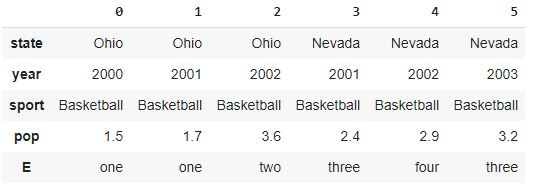 0 1 2 3 4 5
state Ohio Ohio Ohio Nevada Nevada Nevada
year 2000 2001 2002 2001 2002 2003
sport Basketball Basketball Basketball Basketball Basketball Basketball
pop 1.5 1.7 3.6 2.4 2.9 3.2
E one one two three four three